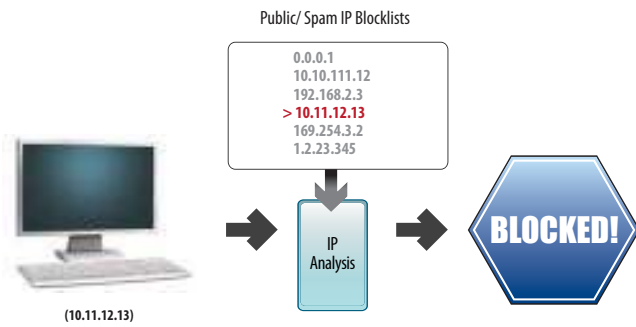 Public/ Spam IP Blocklists
0.0.0.1
10.10.111.12
192.168.2.3
> 10.11.12.13
169.254.3.2
1.2.23.345
IP
Analysis
BLOCKED!
(10.11.12.13)